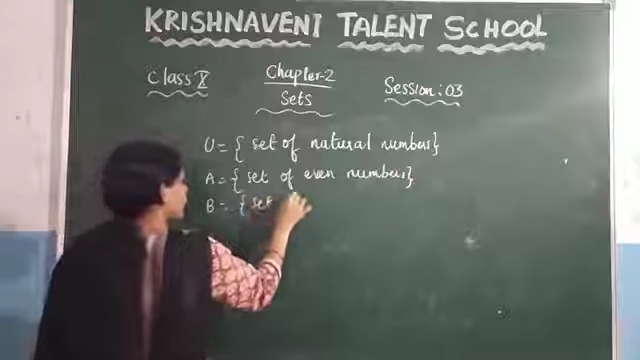 KRISHNAVENI TALENT SCHOOL
Class X
Chapter-2
Sets
Session:03
U = { set of natural numbers}
A = { set of even numbers}
B = { set